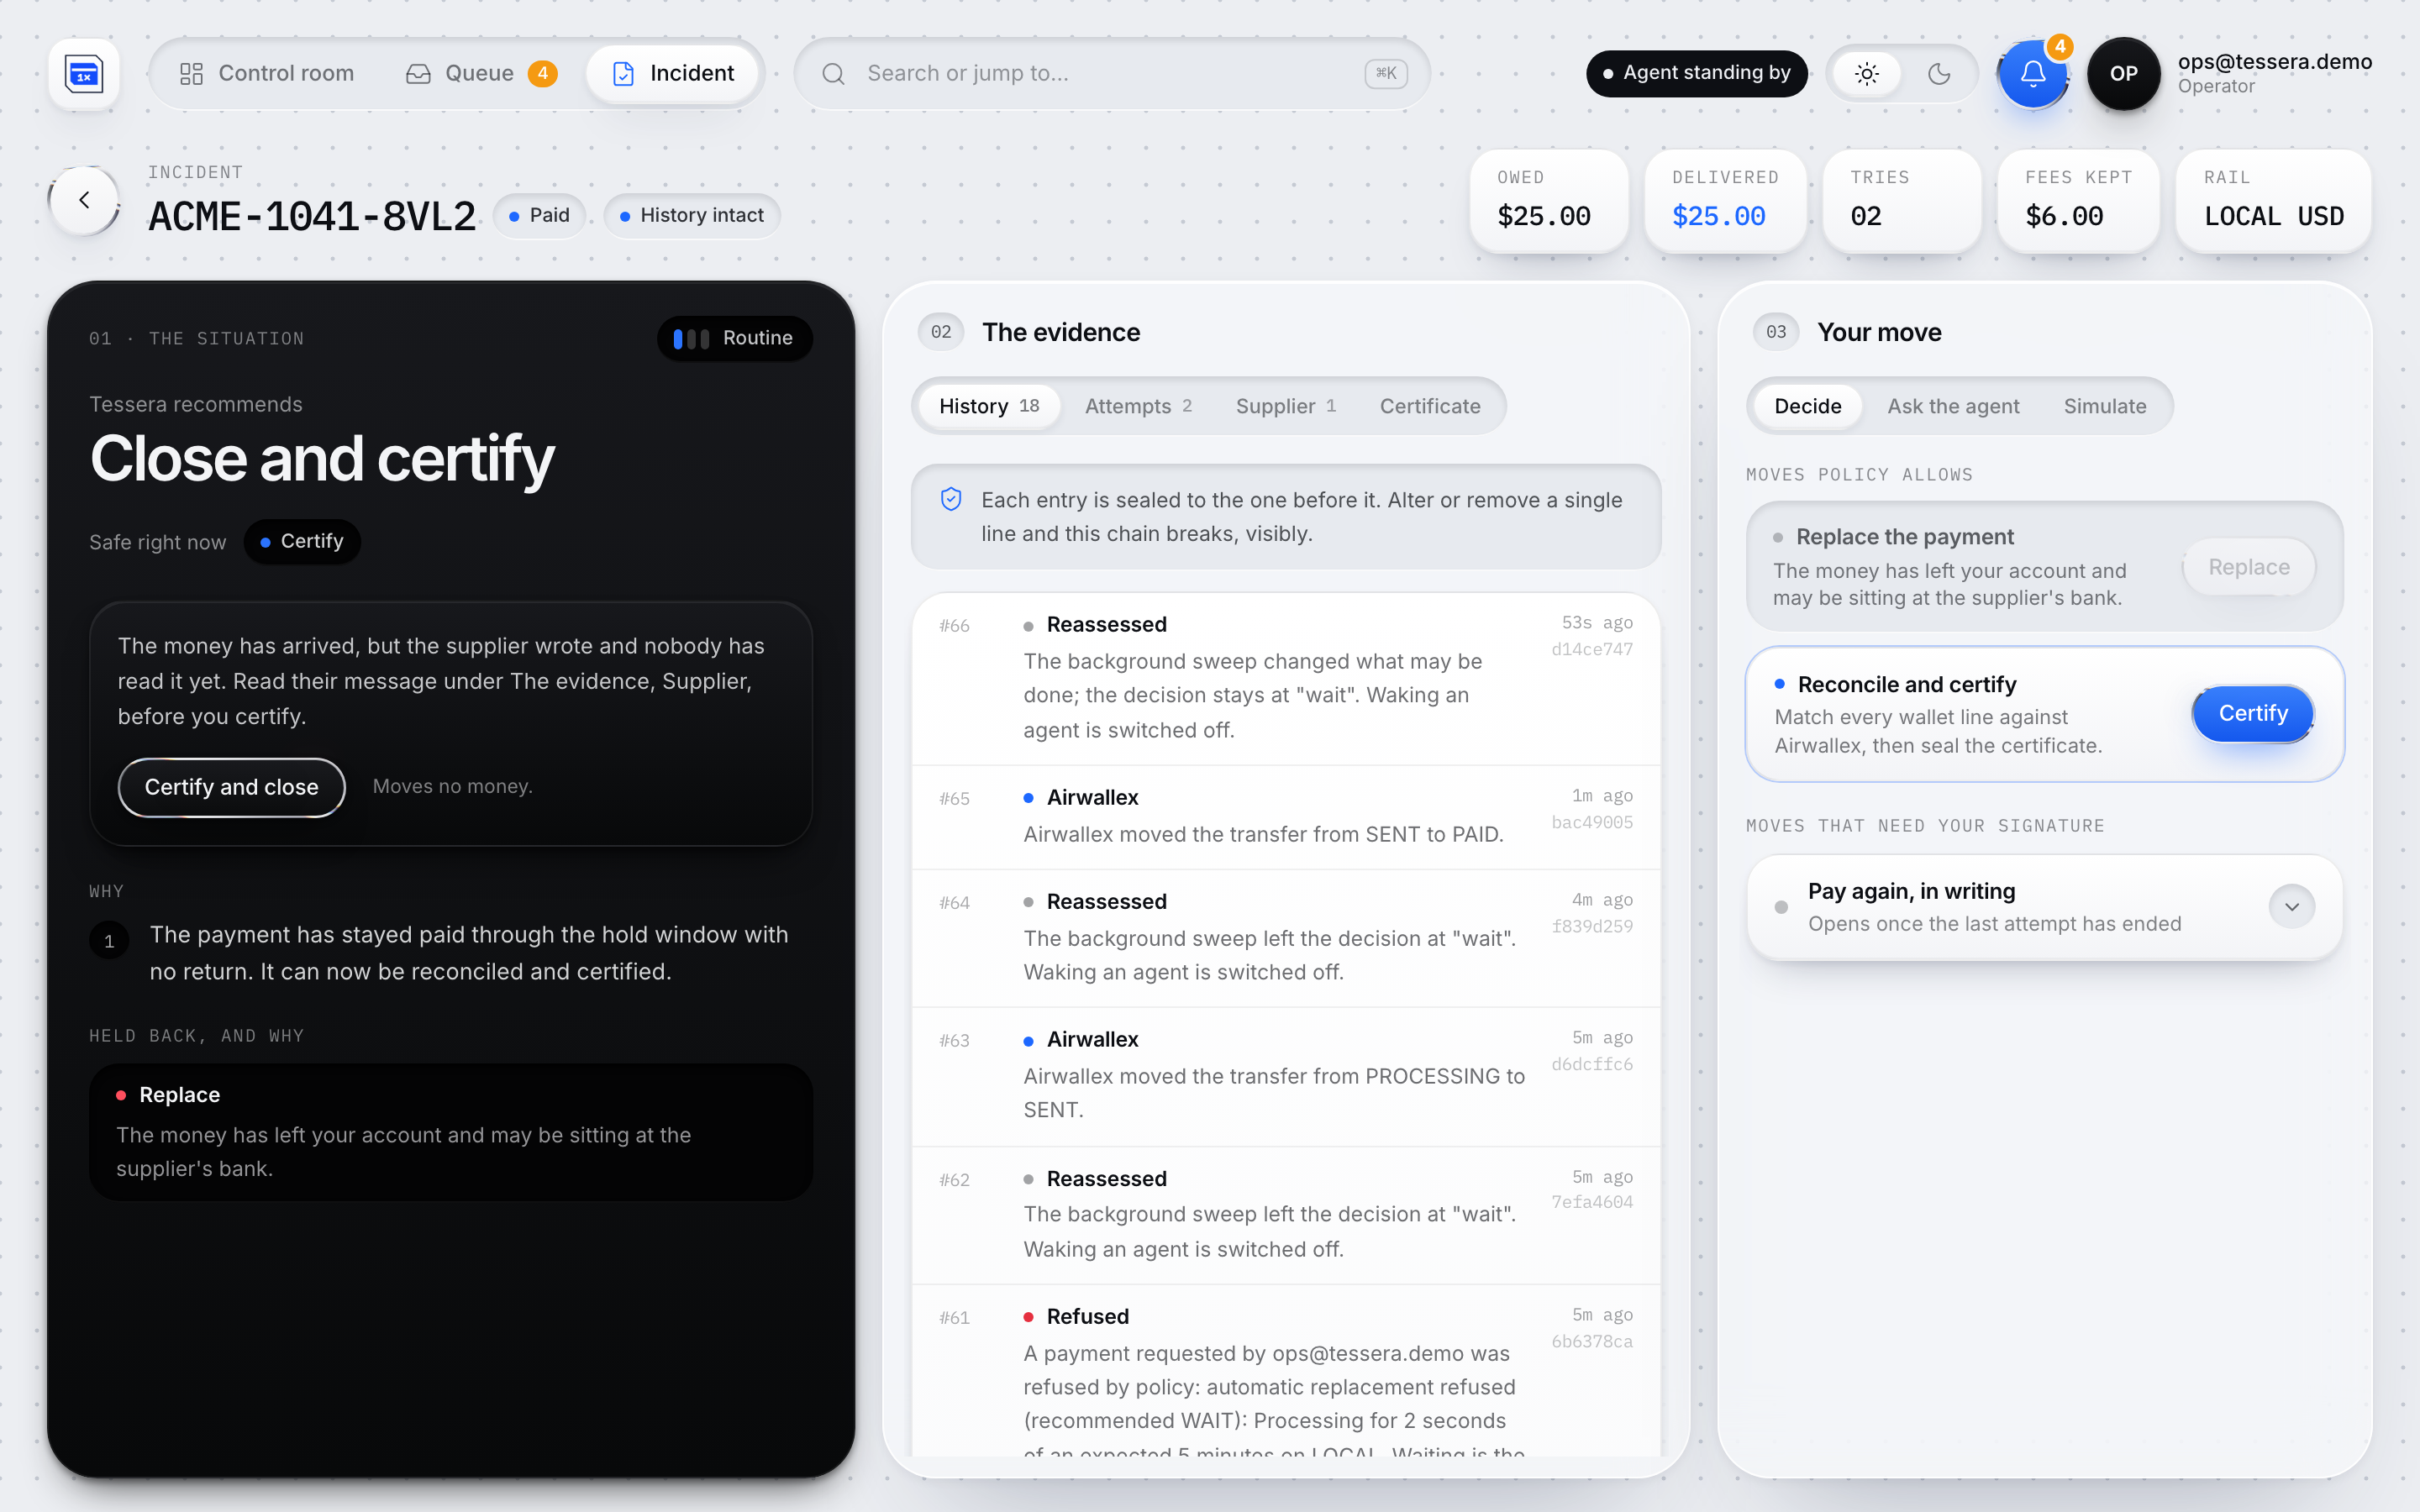 1×
Control room
Queue 4
Incident
Search or jump to...
⌘K
Agent standing by
4
OP
ops@tessera.demo
Operator
INCIDENT
ACME-1041-8VL2
Paid
History intact
OWED
$25.00
DELIVERED
$25.00
TRIES
02
FEES KEPT
$6.00
RAIL
LOCAL USD
01 · THE SITUATION
Routine
Tessera recommends
Close and certify
Safe right now
Certify
The money has arrived, but the supplier wrote and nobody has
read it yet. Read their message under The evidence, Supplier,
before you certify.
Certify and close
Moves no money.
WHY
1
The payment has stayed paid through the hold window with
no return. It can now be reconciled and certified.
HELD BACK, AND WHY
Replace
The money has left your account and may be sitting at the
supplier's bank.
02
The evidence
History 18
Attempts 2
Supplier 1
Certificate
Each entry is sealed to the one before it. Alter or remove a single
line and this chain breaks, visibly.
#66
Reassessed
53s ago
d14ce747
The background sweep changed what may be
done; the decision stays at "wait". Waking an
agent is switched off.
#65
Airwallex
1m ago
bac49005
Airwallex moved the transfer from SENT to PAID.
#64
Reassessed
4m ago
f839d259
The background sweep left the decision at "wait".
Waking an agent is switched off.
#63
Airwallex
5m ago
d6dcffc6
Airwallex moved the transfer from PROCESSING to
SENT.
#62
Reassessed
5m ago
7efa4604
The background sweep left the decision at "wait".
Waking an agent is switched off.
#61
Refused
5m ago
6b6378ca
A payment requested by ops@tessera.demo was
refused by policy: automatic replacement refused
(recommended WAIT): Processing for 2 seconds
of an expected 5 minutes on LOCAL. Waiting is the
03
Your move
Decide
Ask the agent
Simulate
MOVES POLICY ALLOWS
Replace the payment
The money has left your account and
may be sitting at the supplier's bank.
Replace
Reconcile and certify
Match every wallet line against
Airwallex, then seal the certificate.
Certify
MOVES THAT NEED YOUR SIGNATURE
Pay again, in writing
Opens once the last attempt has ended